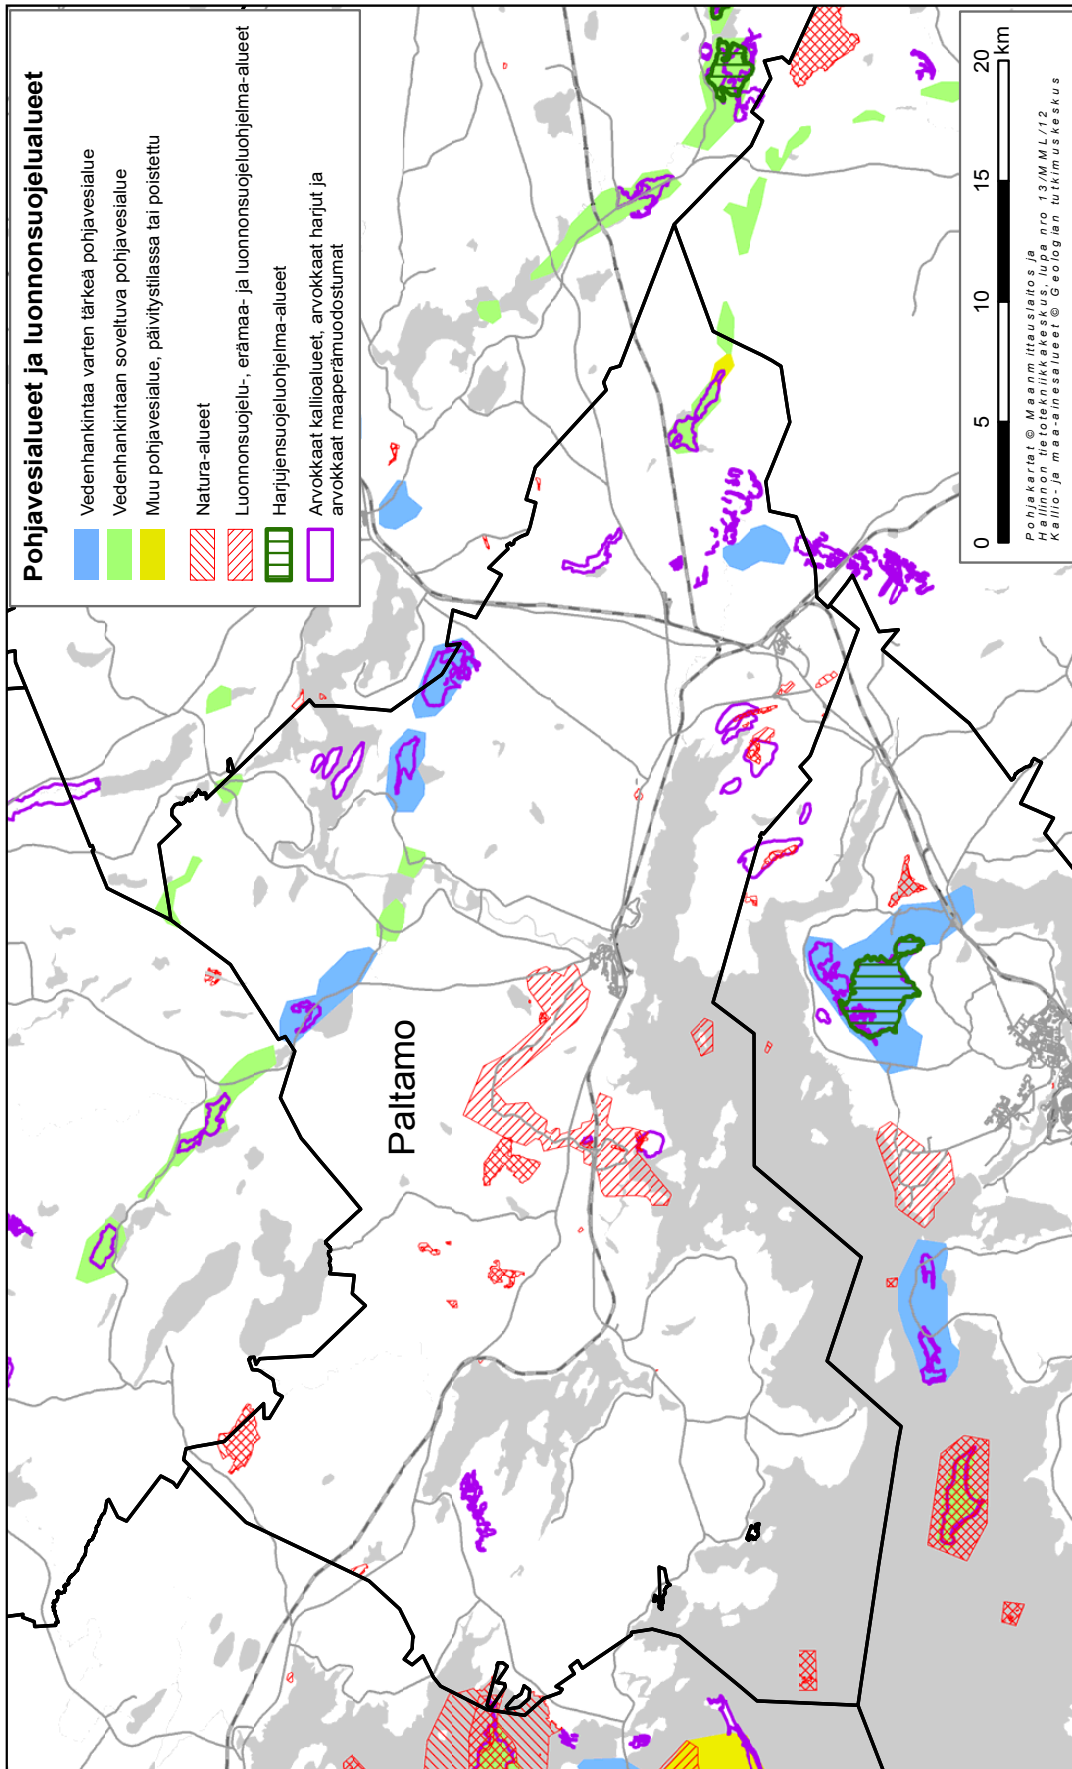 Pohjavesialueet ja luonnonsuojelualueet
Vedenhankintaa varten tärkeä pohjavesialue
Vedenhankintaan soveltuva pohjavesialue
Muu pohjavesialue, päivitystilassa tai poistettu
Natura-alueet
Luonnonsuojelu-, erämaa- ja luonnonsuojeluohjelma-alueet
Harjujensuojeluohjelma-alueet
Arvokkaat kallioalueet, arvokkaat harjut ja
arvokkaat maaperämuodostumat
Paltamo
0 5 10 15 20
km
Pohjakartat © Maanmittauslaitos ja
Hallinnon tietotekniikkakeskus, lupa nro 13/MML/12
Kallio- ja maa-ainesalueet © Geologian tutkimuskeskus